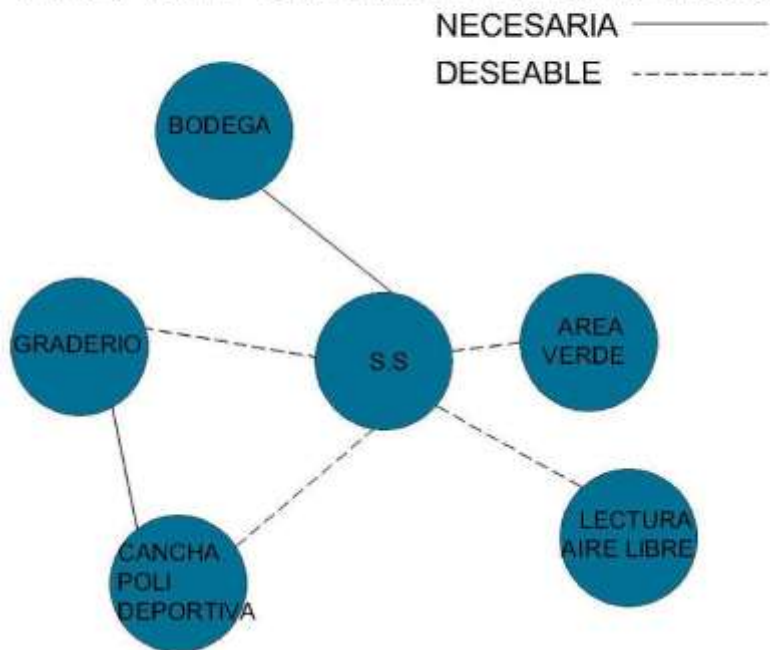 NECESARIA
DESEABLE
BODEGA
GRADERIO
S.S
AREA
VERDE
LECTURA
AIRE LIBRE
CANCHA
POLI
DEPORTIVA